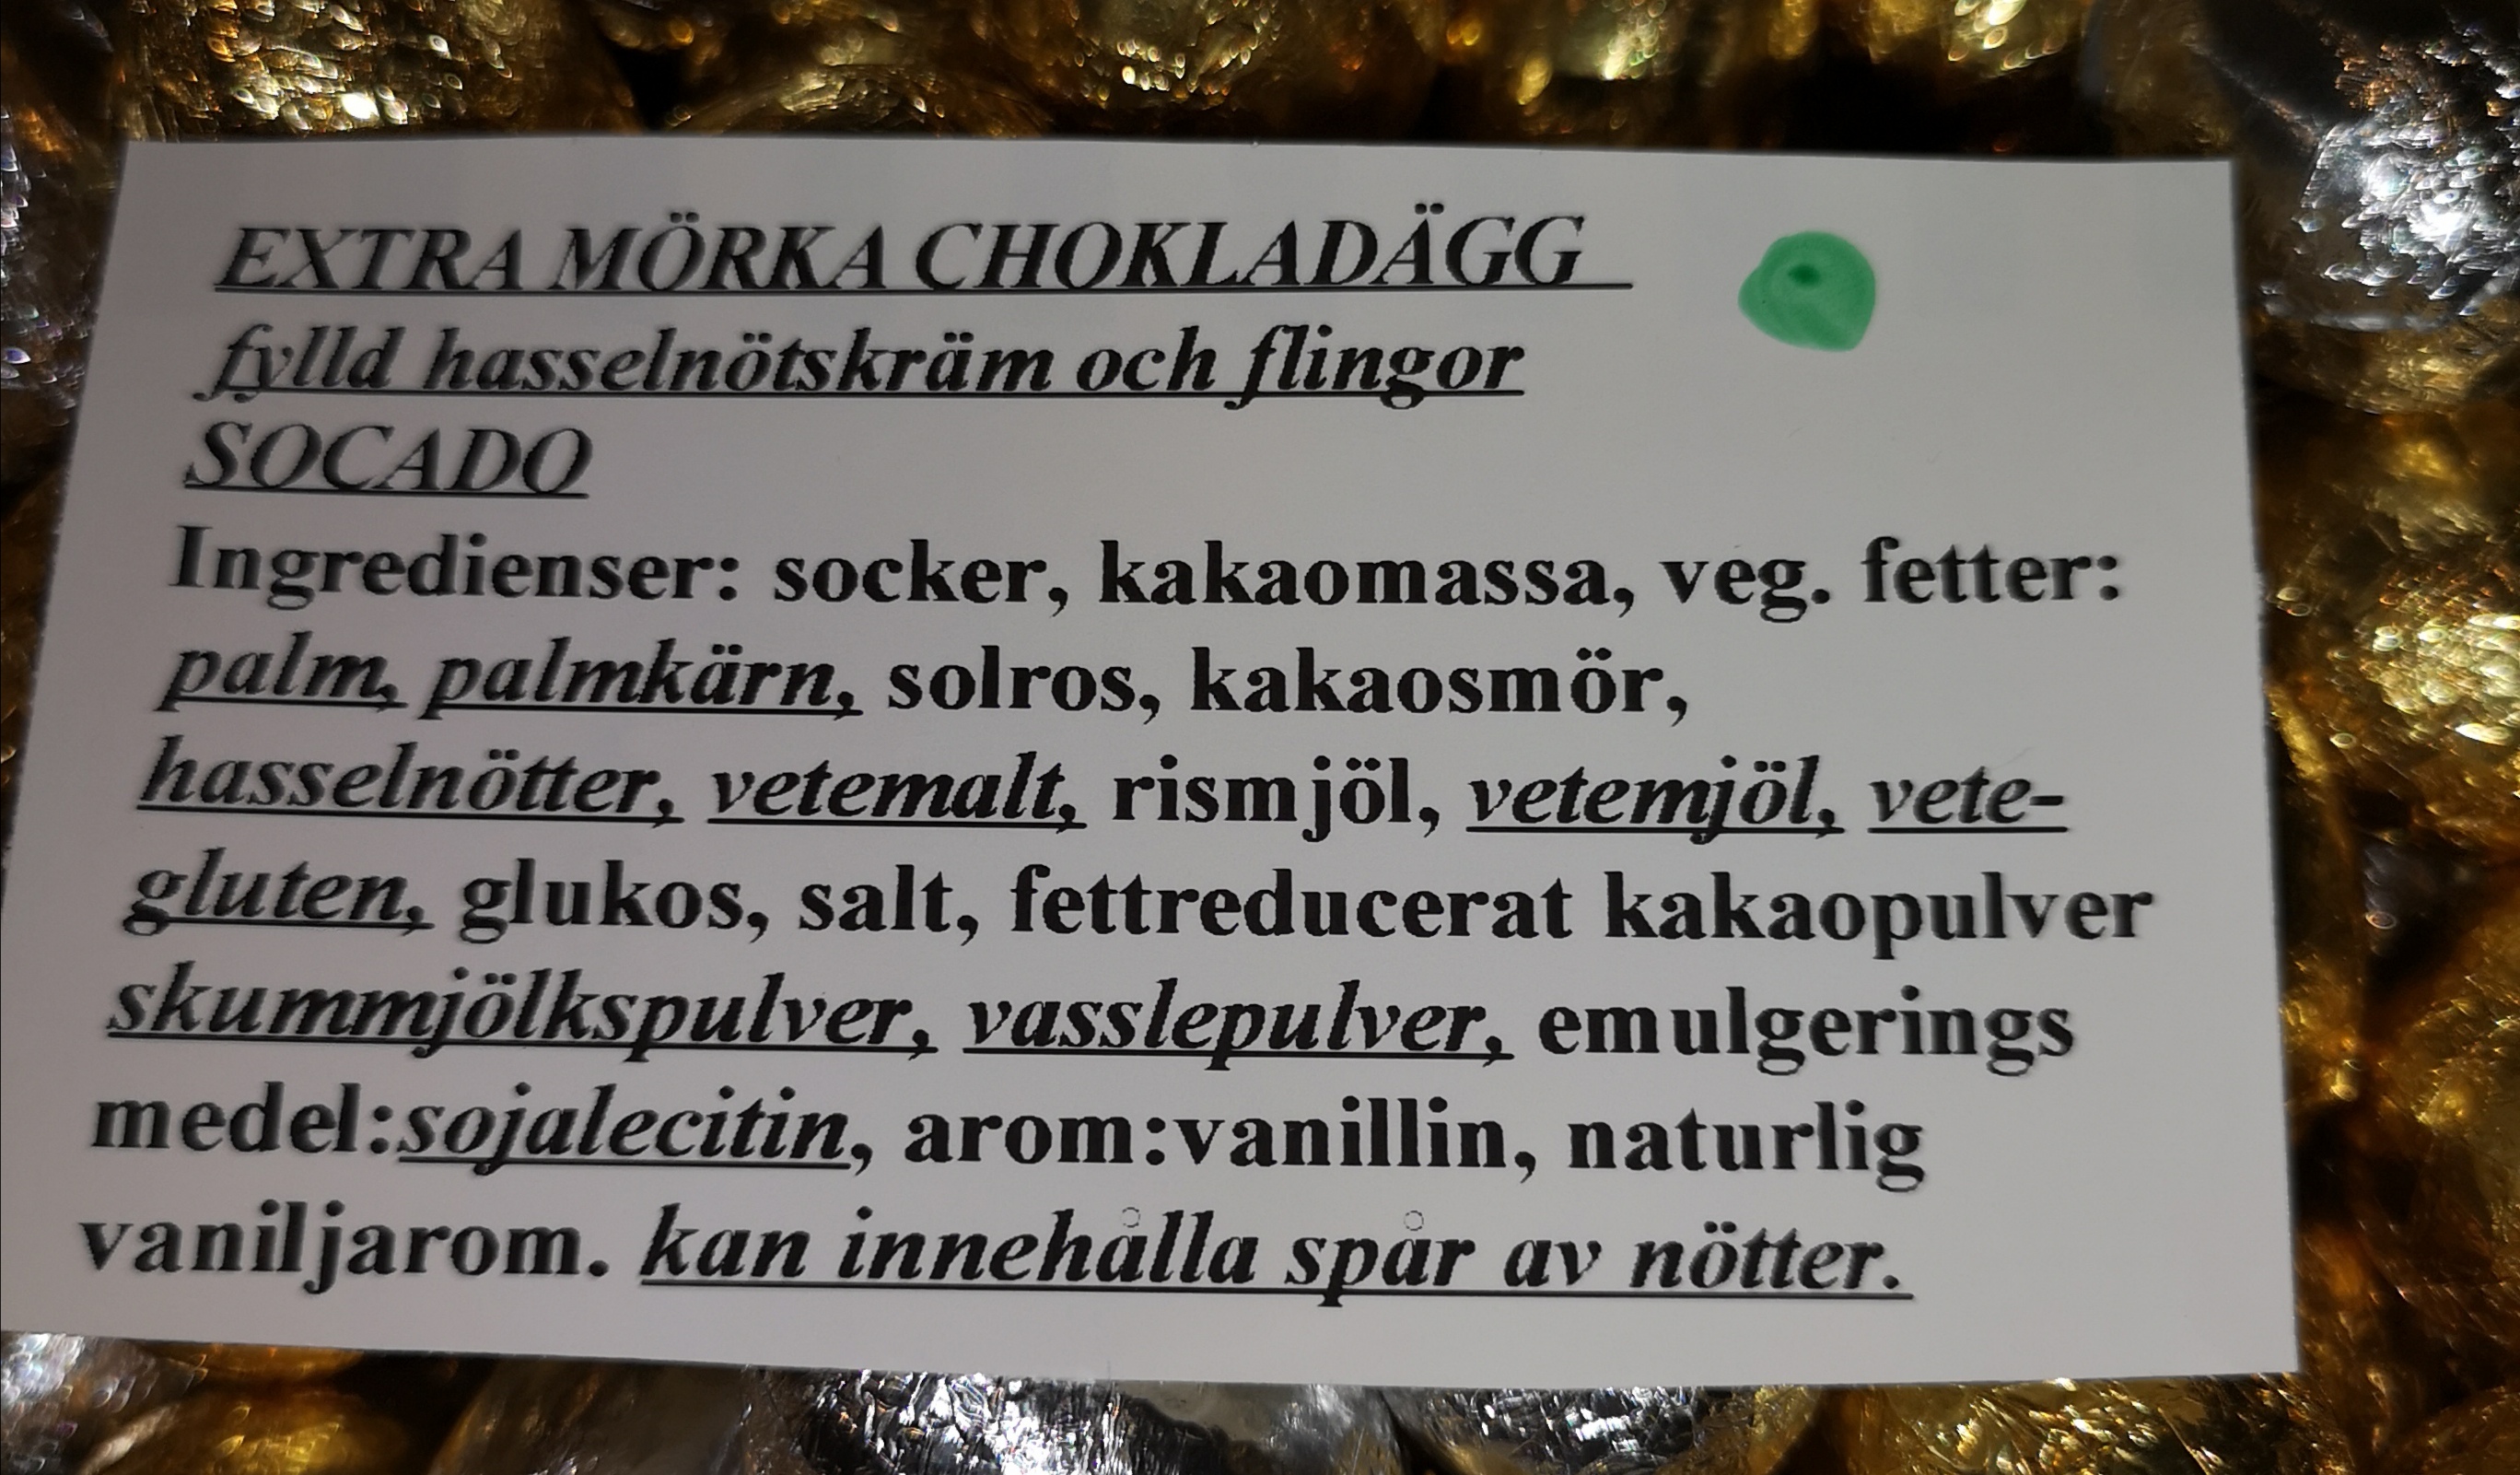 EXTRA MÖRKA CHOKLADÄGG
fylld hasselnötskräm och flingor
SOCADO
Ingredienser: socker, kakaomassa, veg. fetter:
palm, palmkärn, solros, kakaosmör,
hasselnötter, vetemalt, rismjöl, vetemjöl, vete-
gluten, glukos, salt, fettreducerat kakaopulver
skummjölkspulver, vasslepulver, emulgerings
medel:sojalecitin, arom:vanillin, naturlig
vaniljarom. kan innehålla spår av nötter.